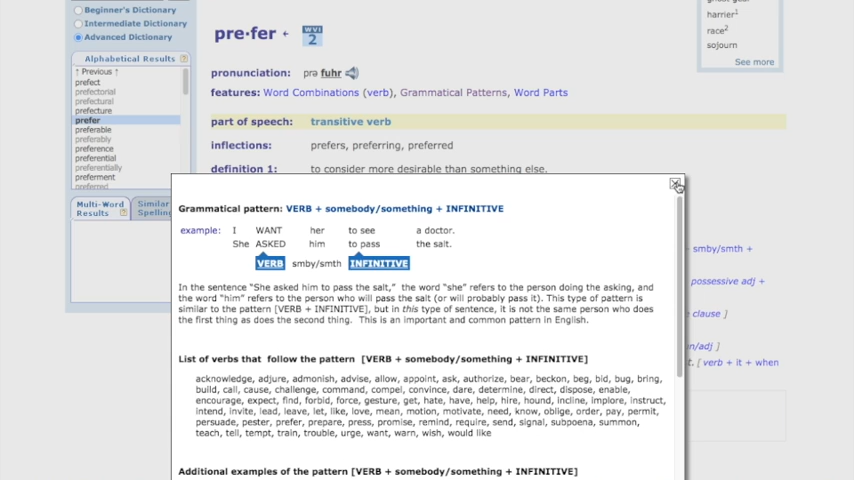 Beginner's Dictionary
Intermediate Dictionary
Advanced Dictionary
Alphabetical Results ?
↑ Previous ↑
prefect
prefectorial
prefectural
prefecture
prefer
preferable
preferably
preference
preferential
preferentially
preferment
preferred
Multi-Word Results ?
Similar Spelling
pre·fer
WVI 2
pronunciation: prə fuhr
features: Word Combinations (verb), Grammatical Patterns, Word Parts
part of speech: transitive verb
inflections: prefers, preferring, preferred
definition 1: to consider more desirable than something else.
harrier1
race2
sojourn
See more
smby/smth +
possessive adj +
clause ]
n/adj ]
t. [ verb + it + when
Grammatical pattern: VERB + somebody/something + INFINITIVE
example: I WANT her to see a doctor.
She ASKED him to pass the salt.
VERB smby/smth INFINITIVE
In the sentence "She asked him to pass the salt," the word "she" refers to the person doing the asking, and
the word "him" refers to the person who will pass the salt (or will probably pass it). This type of pattern is
similar to the pattern [VERB + INFINITIVE], but in this type of sentence, it is not the same person who does
the first thing as does the second thing. This is an important and common pattern in English.
List of verbs that follow the pattern [VERB + somebody/something + INFINITIVE]
acknowledge, adjure, admonish, advise, allow, appoint, ask, authorize, bear, beckon, beg, bid, bug, bring,
build, call, cause, challenge, command, compel, convince, dare, determine, direct, dispose, enable,
encourage, expect, find, forbid, force, gesture, get, hate, have, help, hire, hound, incline, implore, instruct,
intend, invite, lead, leave, let, like, love, mean, motion, motivate, need, know, oblige, order, pay, permit,
persuade, pester, prefer, prepare, press, promise, remind, require, send, signal, subpoena, summon,
teach, tell, tempt, train, trouble, urge, want, warn, wish, would like
Additional examples of the pattern [VERB + somebody/something + INFINITIVE]